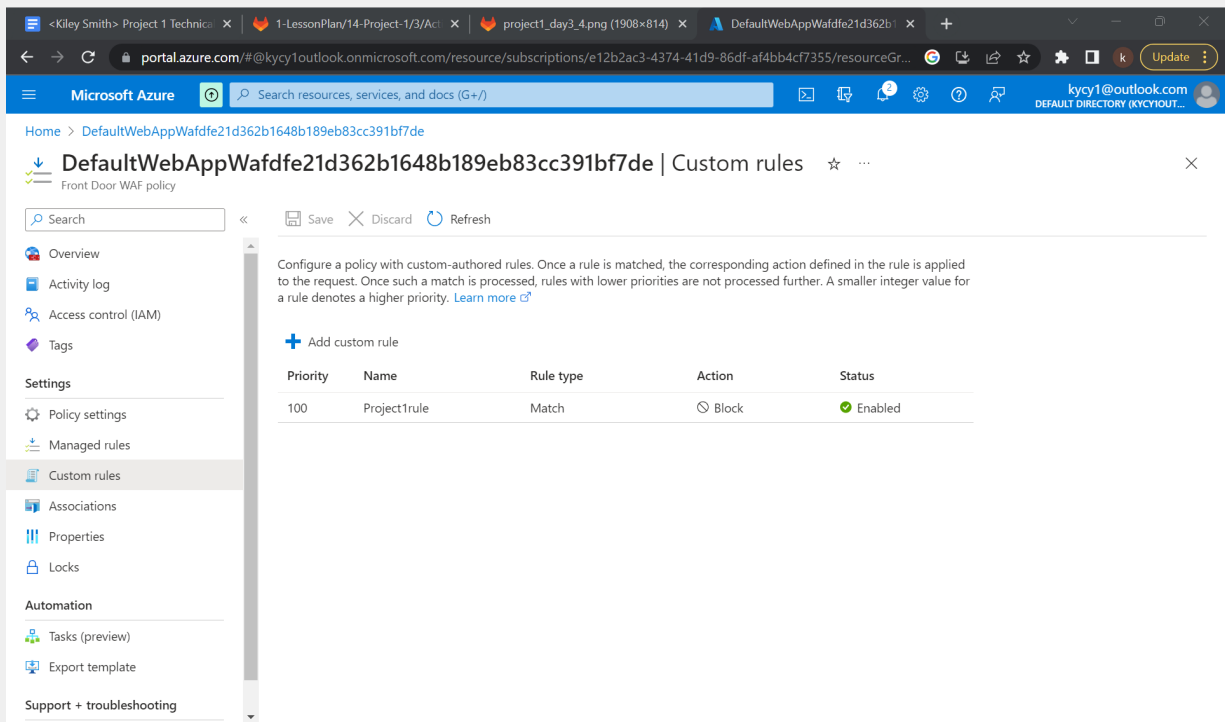 <Kiley Smith> Project 1 Technical
1-LessonPlan/14-Project-1/3/Act
project1_day3_4.png (1908×814)
DefaultWebAppWafdfe21d362b1
portal.azure.com/#@kycy1outlook.onmicrosoft.com/resource/subscriptions/e12b2ac3-4374-41d9-86df-af4bb4cf7355/resourceGr...
k
Update
Microsoft Azure
Search resources, services, and docs (G+/)
2
kycy1@outlook.com
DEFAULT DIRECTORY (KYCY1OUT...
Home > DefaultWebAppWafdfe21d362b1648b189eb83cc391bf7de
DefaultWebAppWafdfe21d362b1648b189eb83cc391bf7de | Custom rules
Front Door WAF policy
Search
Save
Discard
Refresh
Overview
Activity log
Access control (IAM)
Tags
Settings
Policy settings
Managed rules
Custom rules
Associations
Properties
Locks
Automation
Tasks (preview)
Export template
Support + troubleshooting
Configure a policy with custom-authored rules. Once a rule is matched, the corresponding action defined in the rule is applied
to the request. Once such a match is processed, rules with lower priorities are not processed further. A smaller integer value for
a rule denotes a higher priority. Learn more
Add custom rule
Priority Name Rule type Action Status
100 Project1rule Match Block Enabled